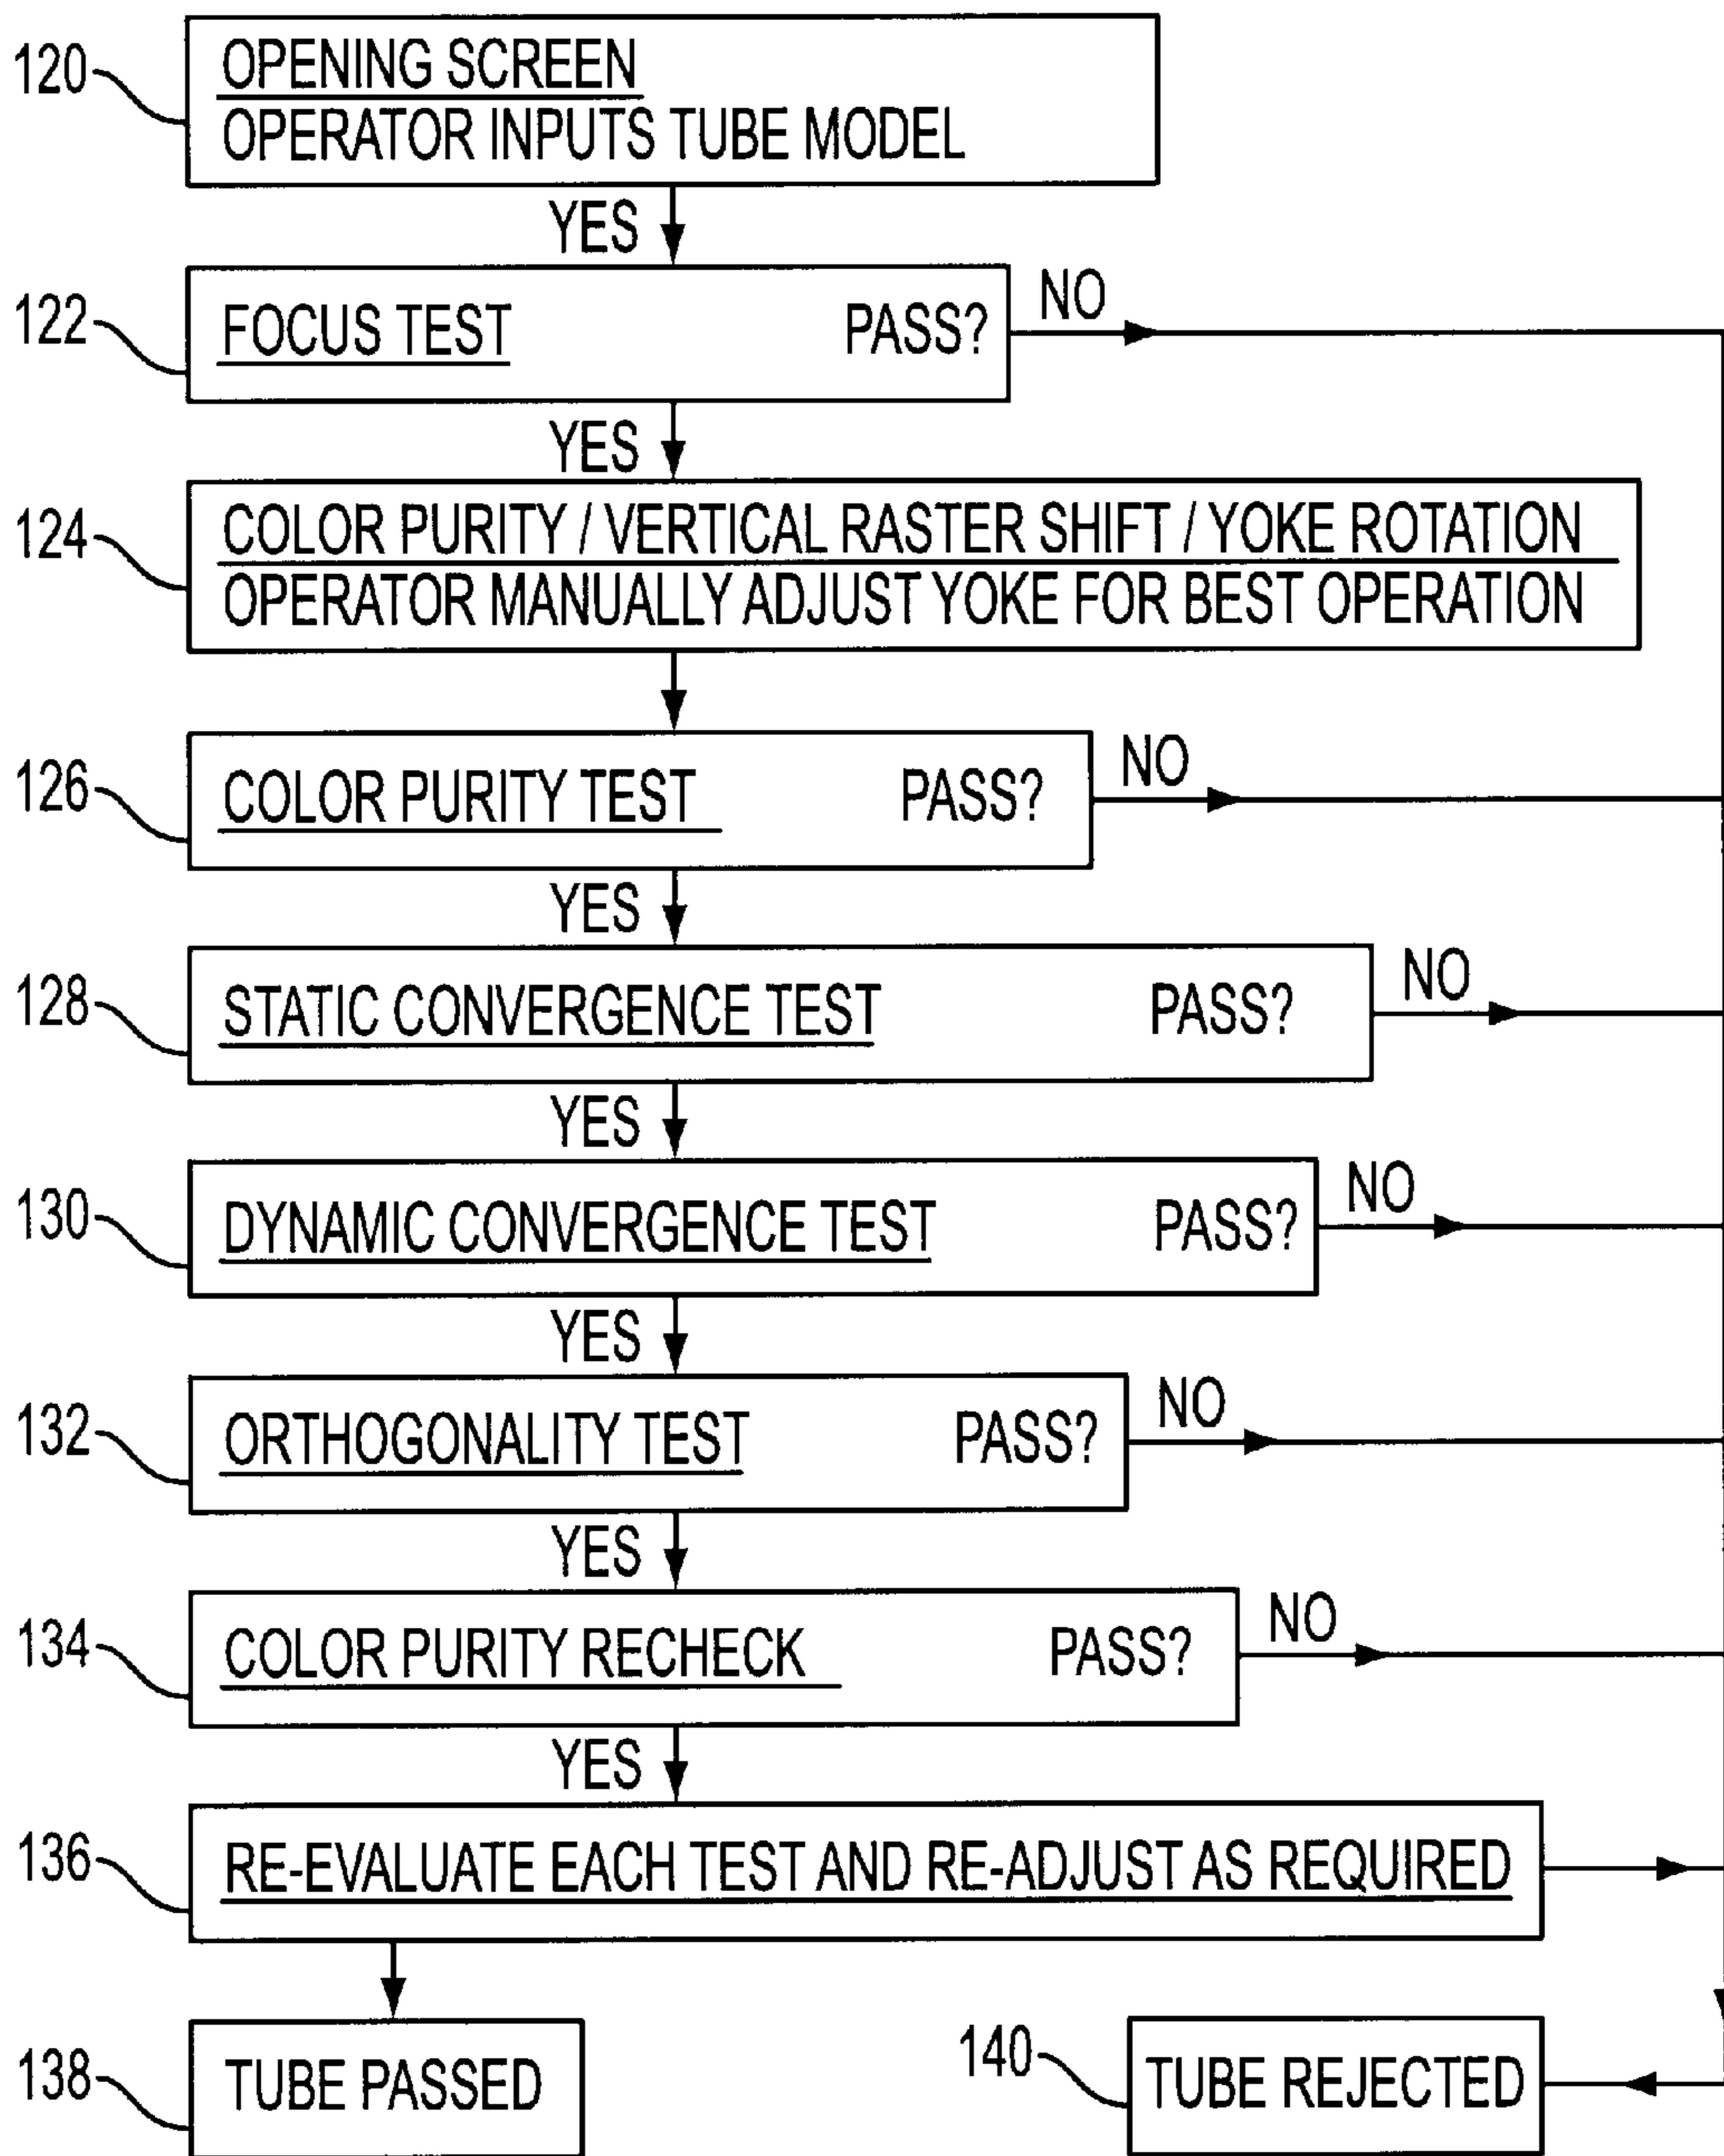 120
OPENING SCREEN
OPERATOR INPUTS TUBE MODEL
YES
122
FOCUS TEST PASS?
NO
YES
124
COLOR PURITY / VERTICAL RASTER SHIFT / YOKE ROTATION
OPERATOR MANUALLY ADJUST YOKE FOR BEST OPERATION
126
COLOR PURITY TEST PASS?
NO
YES
128
STATIC CONVERGENCE TEST PASS?
NO
YES
130
DYNAMIC CONVERGENCE TEST PASS?
NO
YES
132
ORTHOGONALITY TEST PASS?
NO
YES
134
COLOR PURITY RECHECK PASS?
NO
YES
136
RE-EVALUATE EACH TEST AND RE-ADJUST AS REQUIRED
138
TUBE PASSED
140
TUBE REJECTED